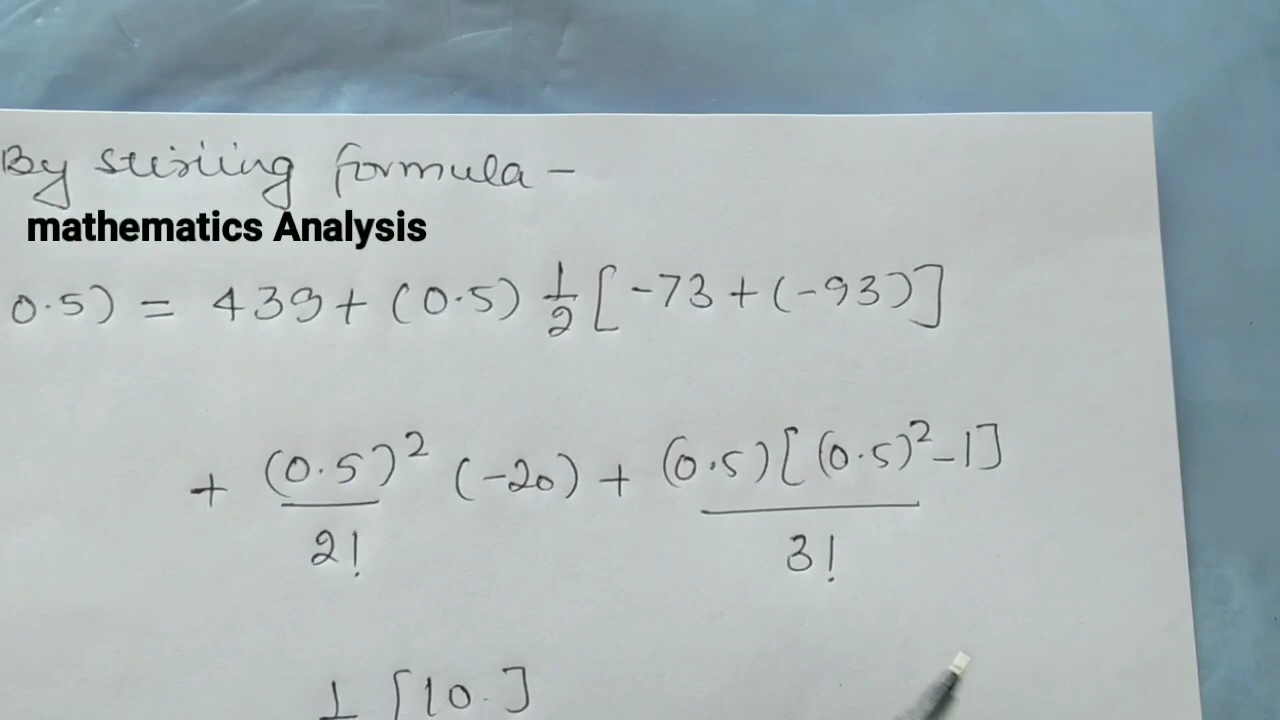 By stirling formula -
mathematics Analysis
0.5) = 439 + (0.5) 1/2 [-73 + (-93)]
+ (0.5)²/2! (-20) + (0.5)[(0.5)²-1]/3!
1 [10.]